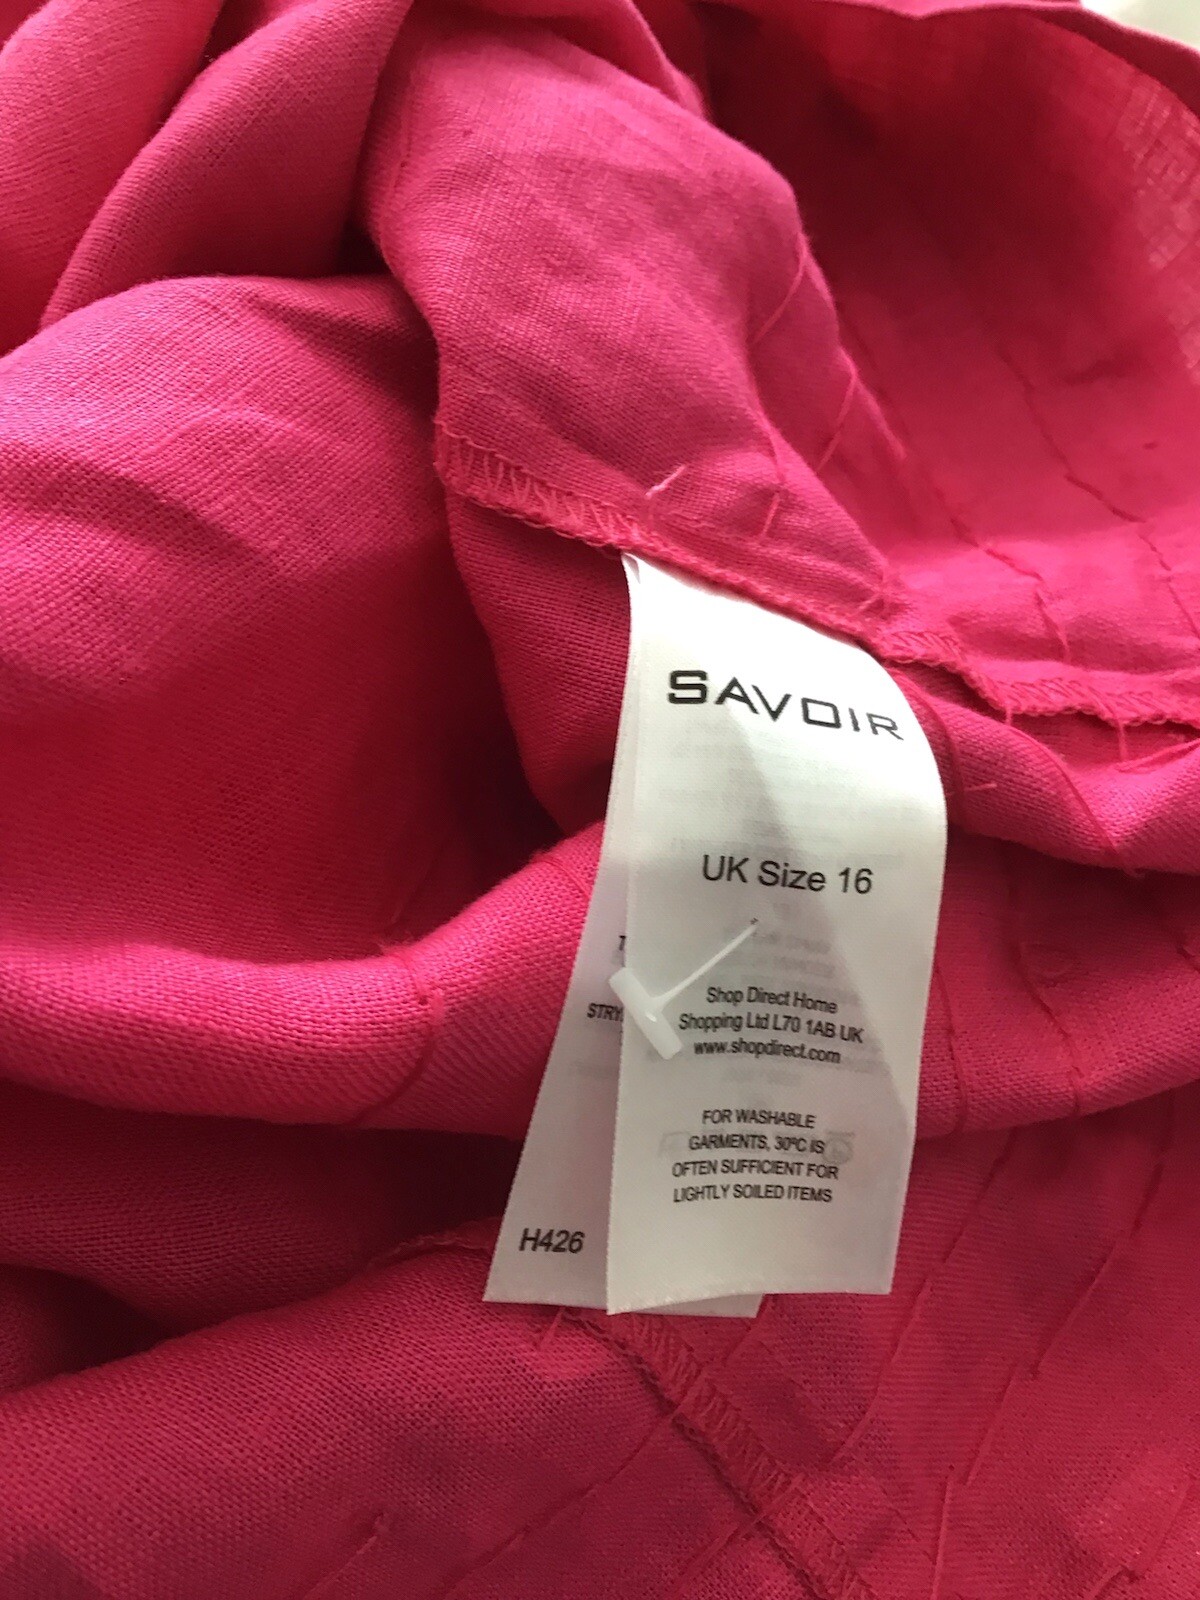 SAVOIR
UK Size 16
Shop Direct Home
Shopping Ltd L70 1AB UK
www.shopdirect.com
FOR WASHABLE
GARMENTS, 30ºC IS
OFTEN SUFFICIENT FOR
LIGHTLY SOILED ITEMS
H426